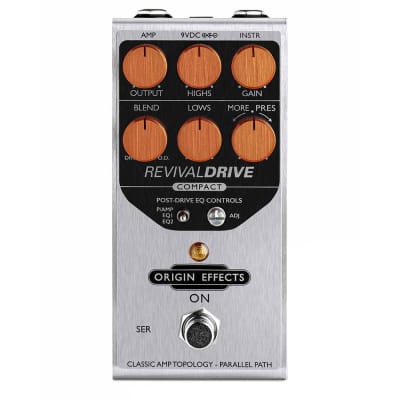 AMP 9VDC INSTR
OUTPUT HIGHS GAIN
BLEND LOWS MORE PRES
O.D.
REVIVALDRIVE
COMPACT
POST-DRIVE EQ CONTROLS
P/AMP
EQ1
EQ2
ADJ
ORIGIN EFFECTS
ON
SER
CLASSIC AMP TOPOLOGY - PARALLEL PATH